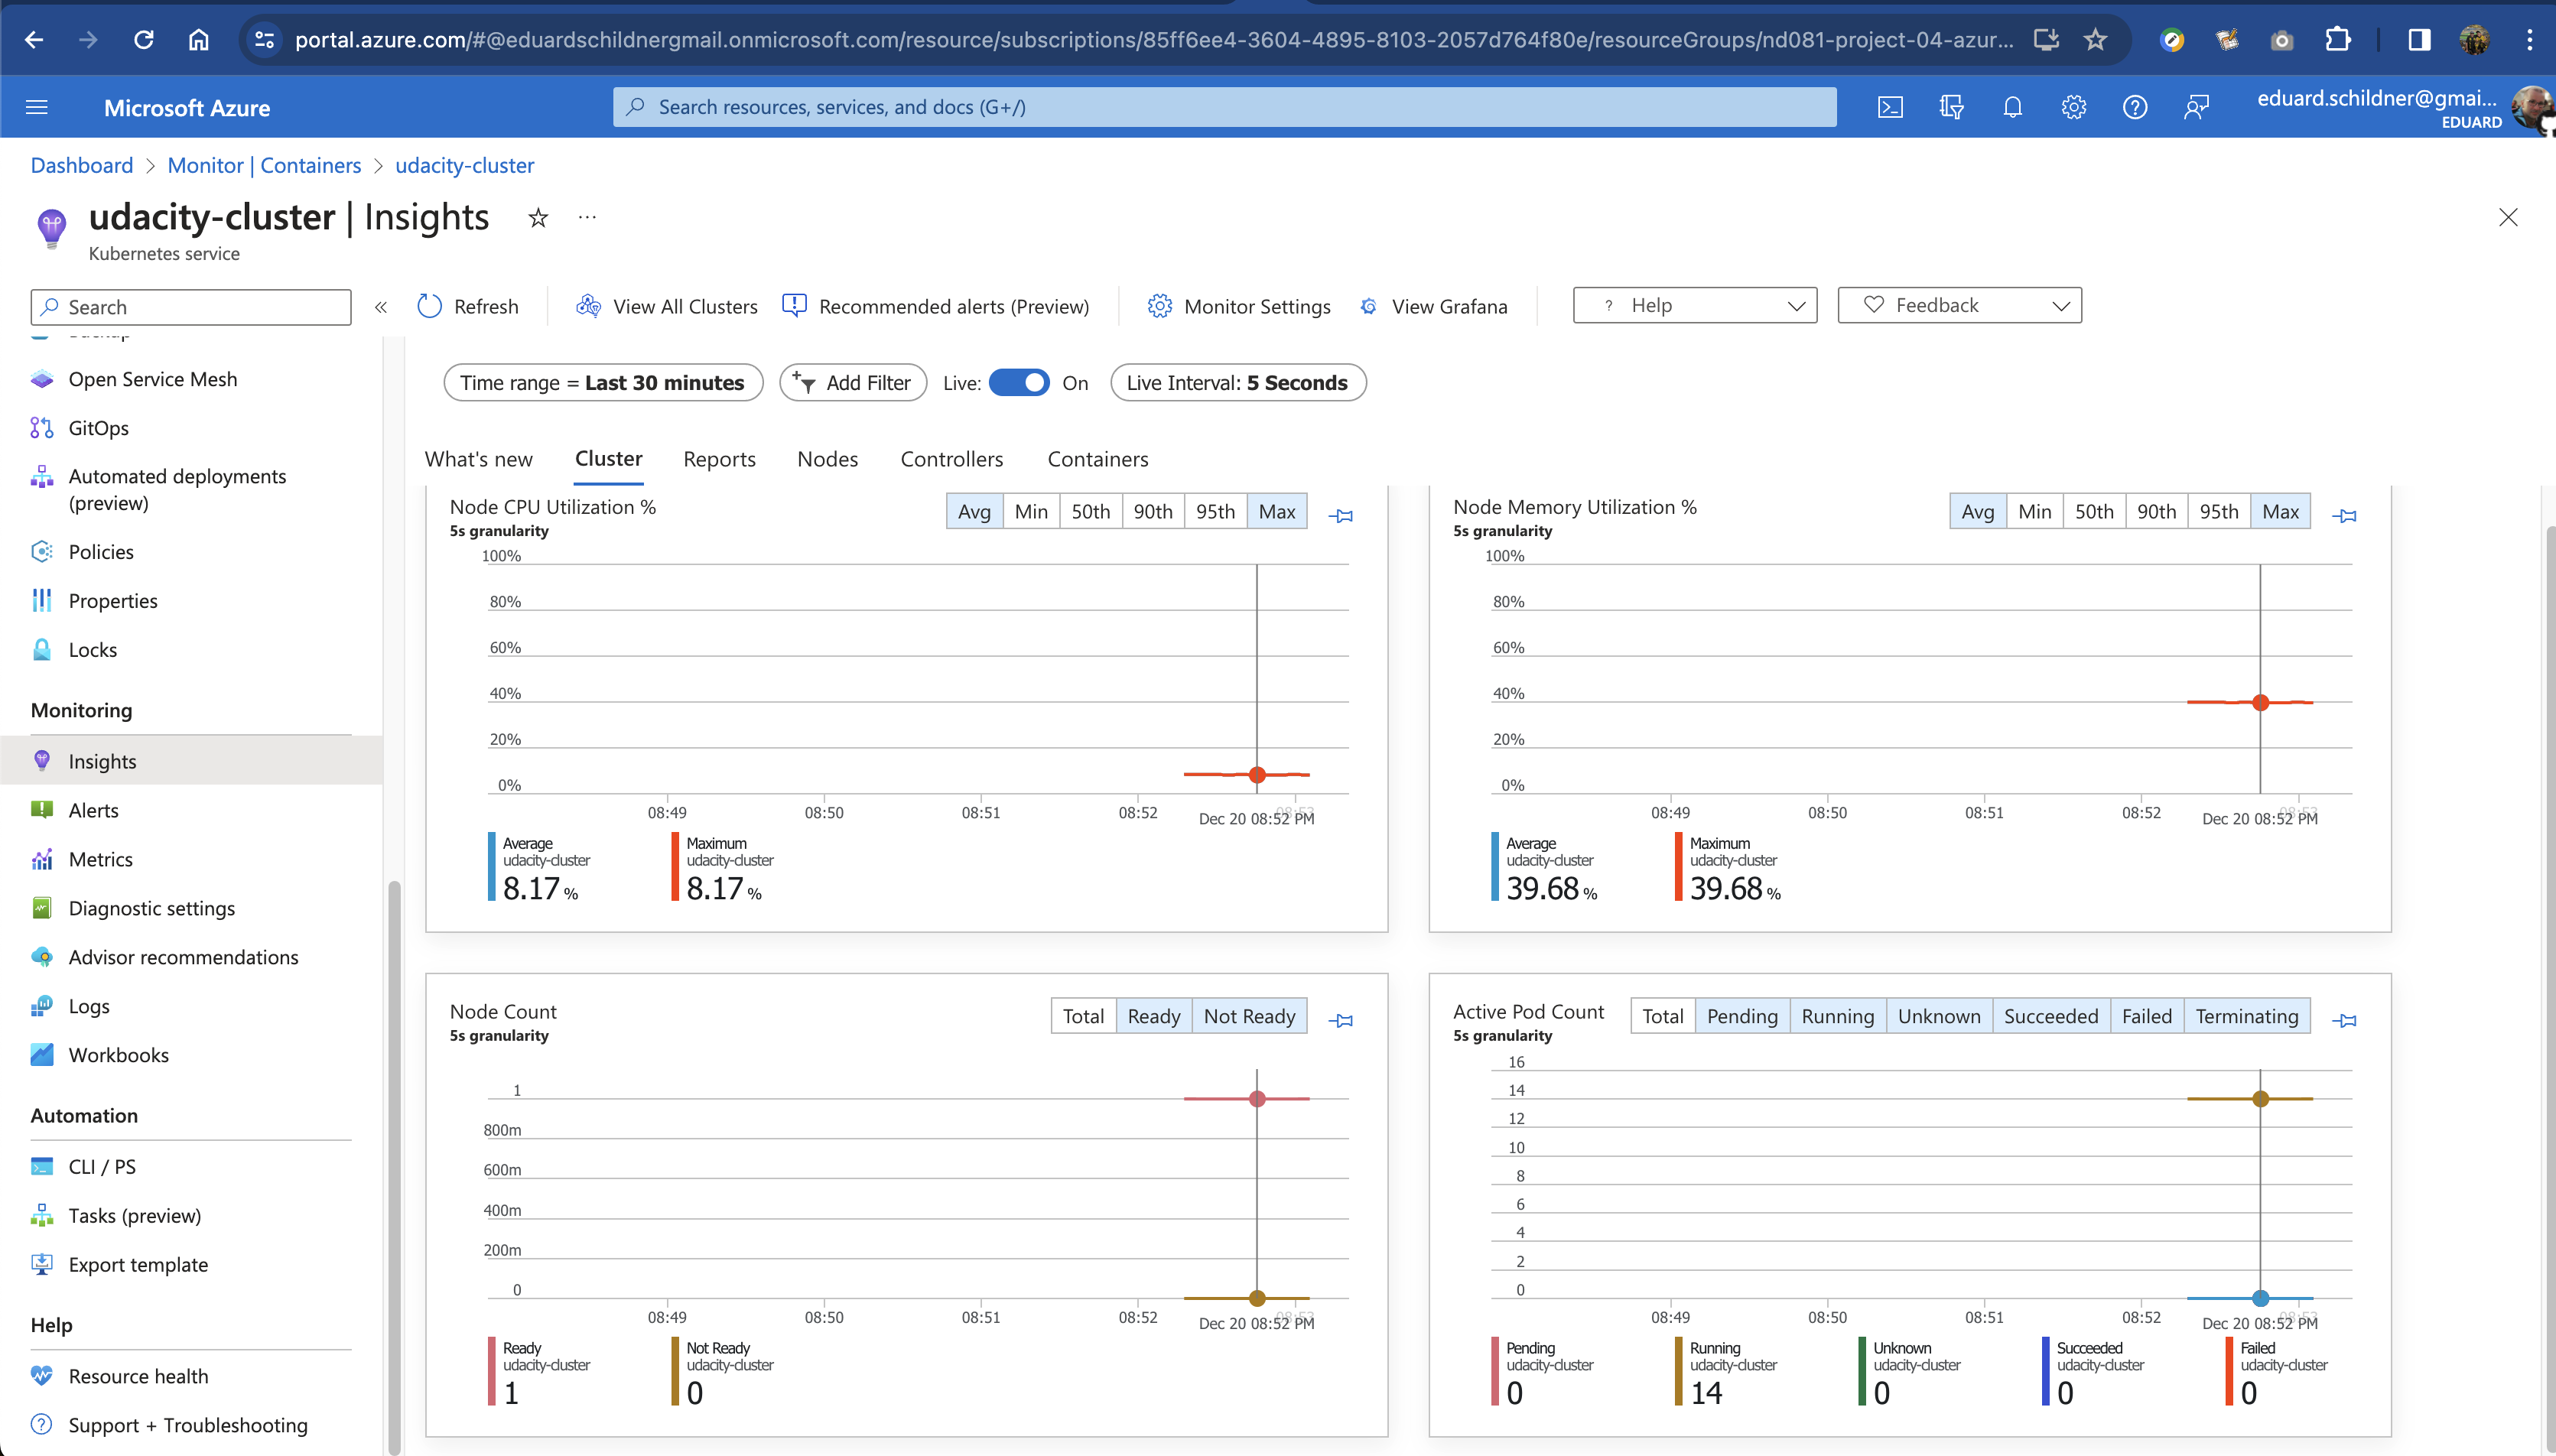 portal.azure.com/#@eduardschildnergmail.onmicrosoft.com/resource/subscriptions/85ff6ee4-3604-4895-8103-2057d764f80e/resourceGroups/nd081-project-04-azur...
Microsoft Azure
Search resources, services, and docs (G+/)
eduard.schildner@gmai...
EDUARD
Dashboard > Monitor | Containers > udacity-cluster
udacity-cluster | Insights
Kubernetes service
Search
Refresh
View All Clusters
Recommended alerts (Preview)
Monitor Settings
View Grafana
? Help
Feedback
Open Service Mesh
GitOps
Automated deployments
(preview)
Policies
Properties
Locks
Monitoring
Insights
Alerts
Metrics
Diagnostic settings
Advisor recommendations
Logs
Workbooks
Automation
CLI / PS
Tasks (preview)
Export template
Help
Resource health
Support + Troubleshooting
Time range = Last 30 minutes
Add Filter
Live: On
Live Interval: 5 Seconds
What's new
Cluster
Reports
Nodes
Controllers
Containers
Node CPU Utilization %
5s granularity
Avg Min 50th 90th 95th Max
100%
80%
60%
40%
20%
0%
08:49 08:50 08:51 08:52 08:53
Dec 20 08:52 PM
Average
udacity-cluster
8.17 %
Maximum
udacity-cluster
8.17 %
Node Memory Utilization %
5s granularity
Avg Min 50th 90th 95th Max
100%
80%
60%
40%
20%
0%
08:49 08:50 08:51 08:52 08:53
Dec 20 08:52 PM
Average
udacity-cluster
39.68 %
Maximum
udacity-cluster
39.68 %
Node Count
5s granularity
Total Ready Not Ready
1
800m
600m
400m
200m
0
08:49 08:50 08:51 08:52 08:53
Dec 20 08:52 PM
Ready
udacity-cluster
1
Not Ready
udacity-cluster
0
Active Pod Count
5s granularity
Total Pending Running Unknown Succeeded Failed Terminating
16
14
12
10
8
6
4
2
0
08:49 08:50 08:51 08:52 08:53
Dec 20 08:52 PM
Pending
udacity-cluster
0
Running
udacity-cluster
14
Unknown
udacity-cluster
0
Succeeded
udacity-cluster
0
Failed
udacity-cluster
0